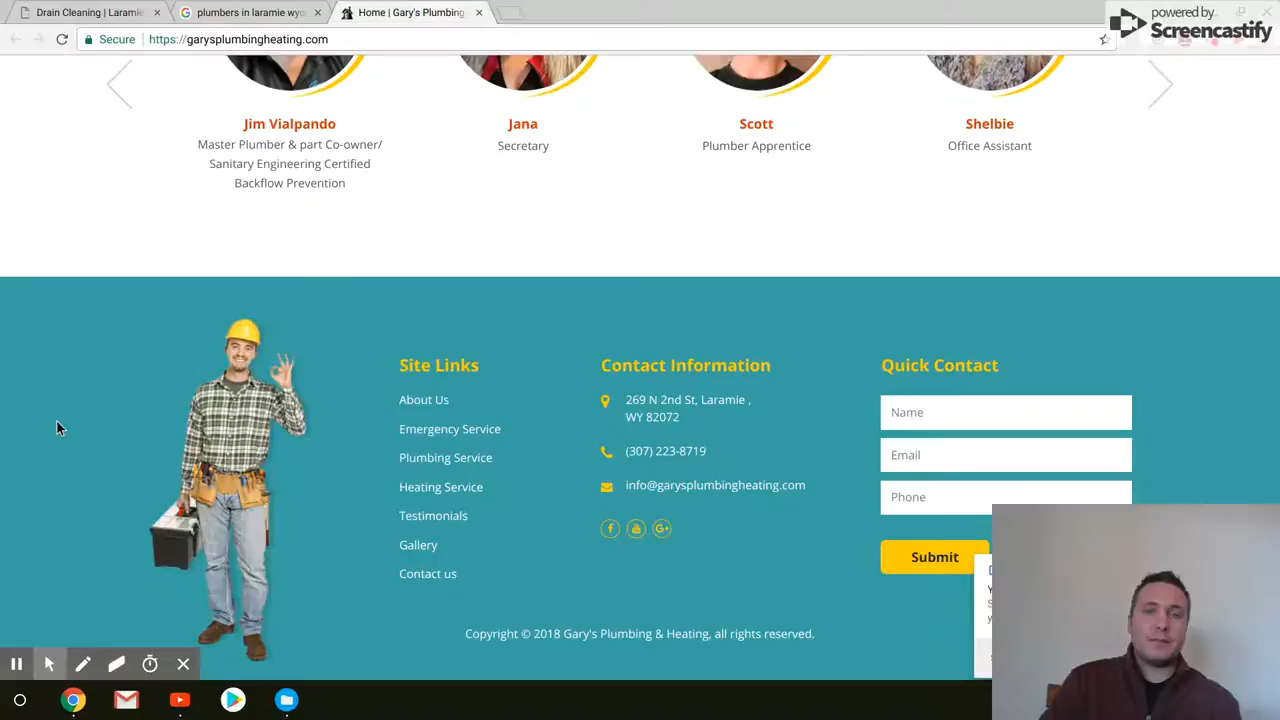 Drain Cleaning | Laramie
plumbers in laramie wyo
Home | Gary's Plumbing
powered by
Screencastify
Secure
https://garysplumbingheating.com
Jim Vialpando
Master Plumber & part Co-owner/
Sanitary Engineering Certified
Backflow Prevention
Jana
Secretary
Scott
Plumber Apprentice
Shelbie
Office Assistant
Site Links
About Us
Emergency Service
Plumbing Service
Heating Service
Testimonials
Gallery
Contact us
Contact Information
269 N 2nd St, Laramie ,
WY 82072
(307) 223-8719
info@garysplumbingheating.com
Quick Contact
Name
Email
Phone
Submit
Copyright © 2018 Gary's Plumbing & Heating, all rights reserved.